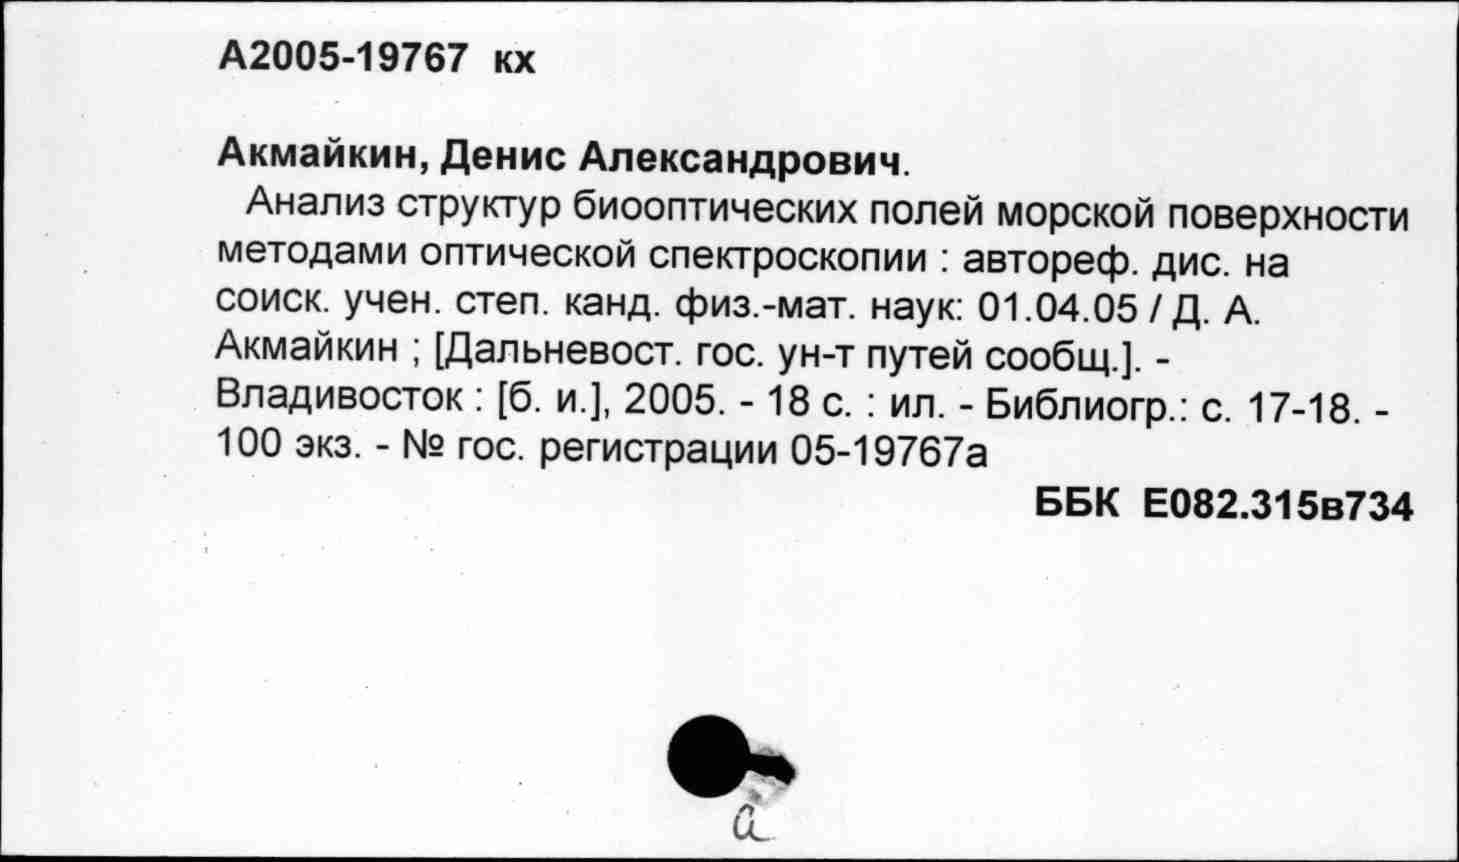 А2005-19767 кх
Акмайкин, Денис Александрович.
Анализ структур биооптических полей морской поверхности
методами оптической спектроскопии : автореф. дис. на
соиск. учен. степ. канд. физ.-мат. наук: 01.04.05 / Д. А.
Акмайкин ; [Дальневост. гос. ун-т путей сообщ.]. -
Владивосток : [б. и.], 2005. - 18 с. : ил. - Библиогр.: с. 17-18. -
100 экз. - № гос. регистрации 05-19767а
ББК Е082.315в734
а